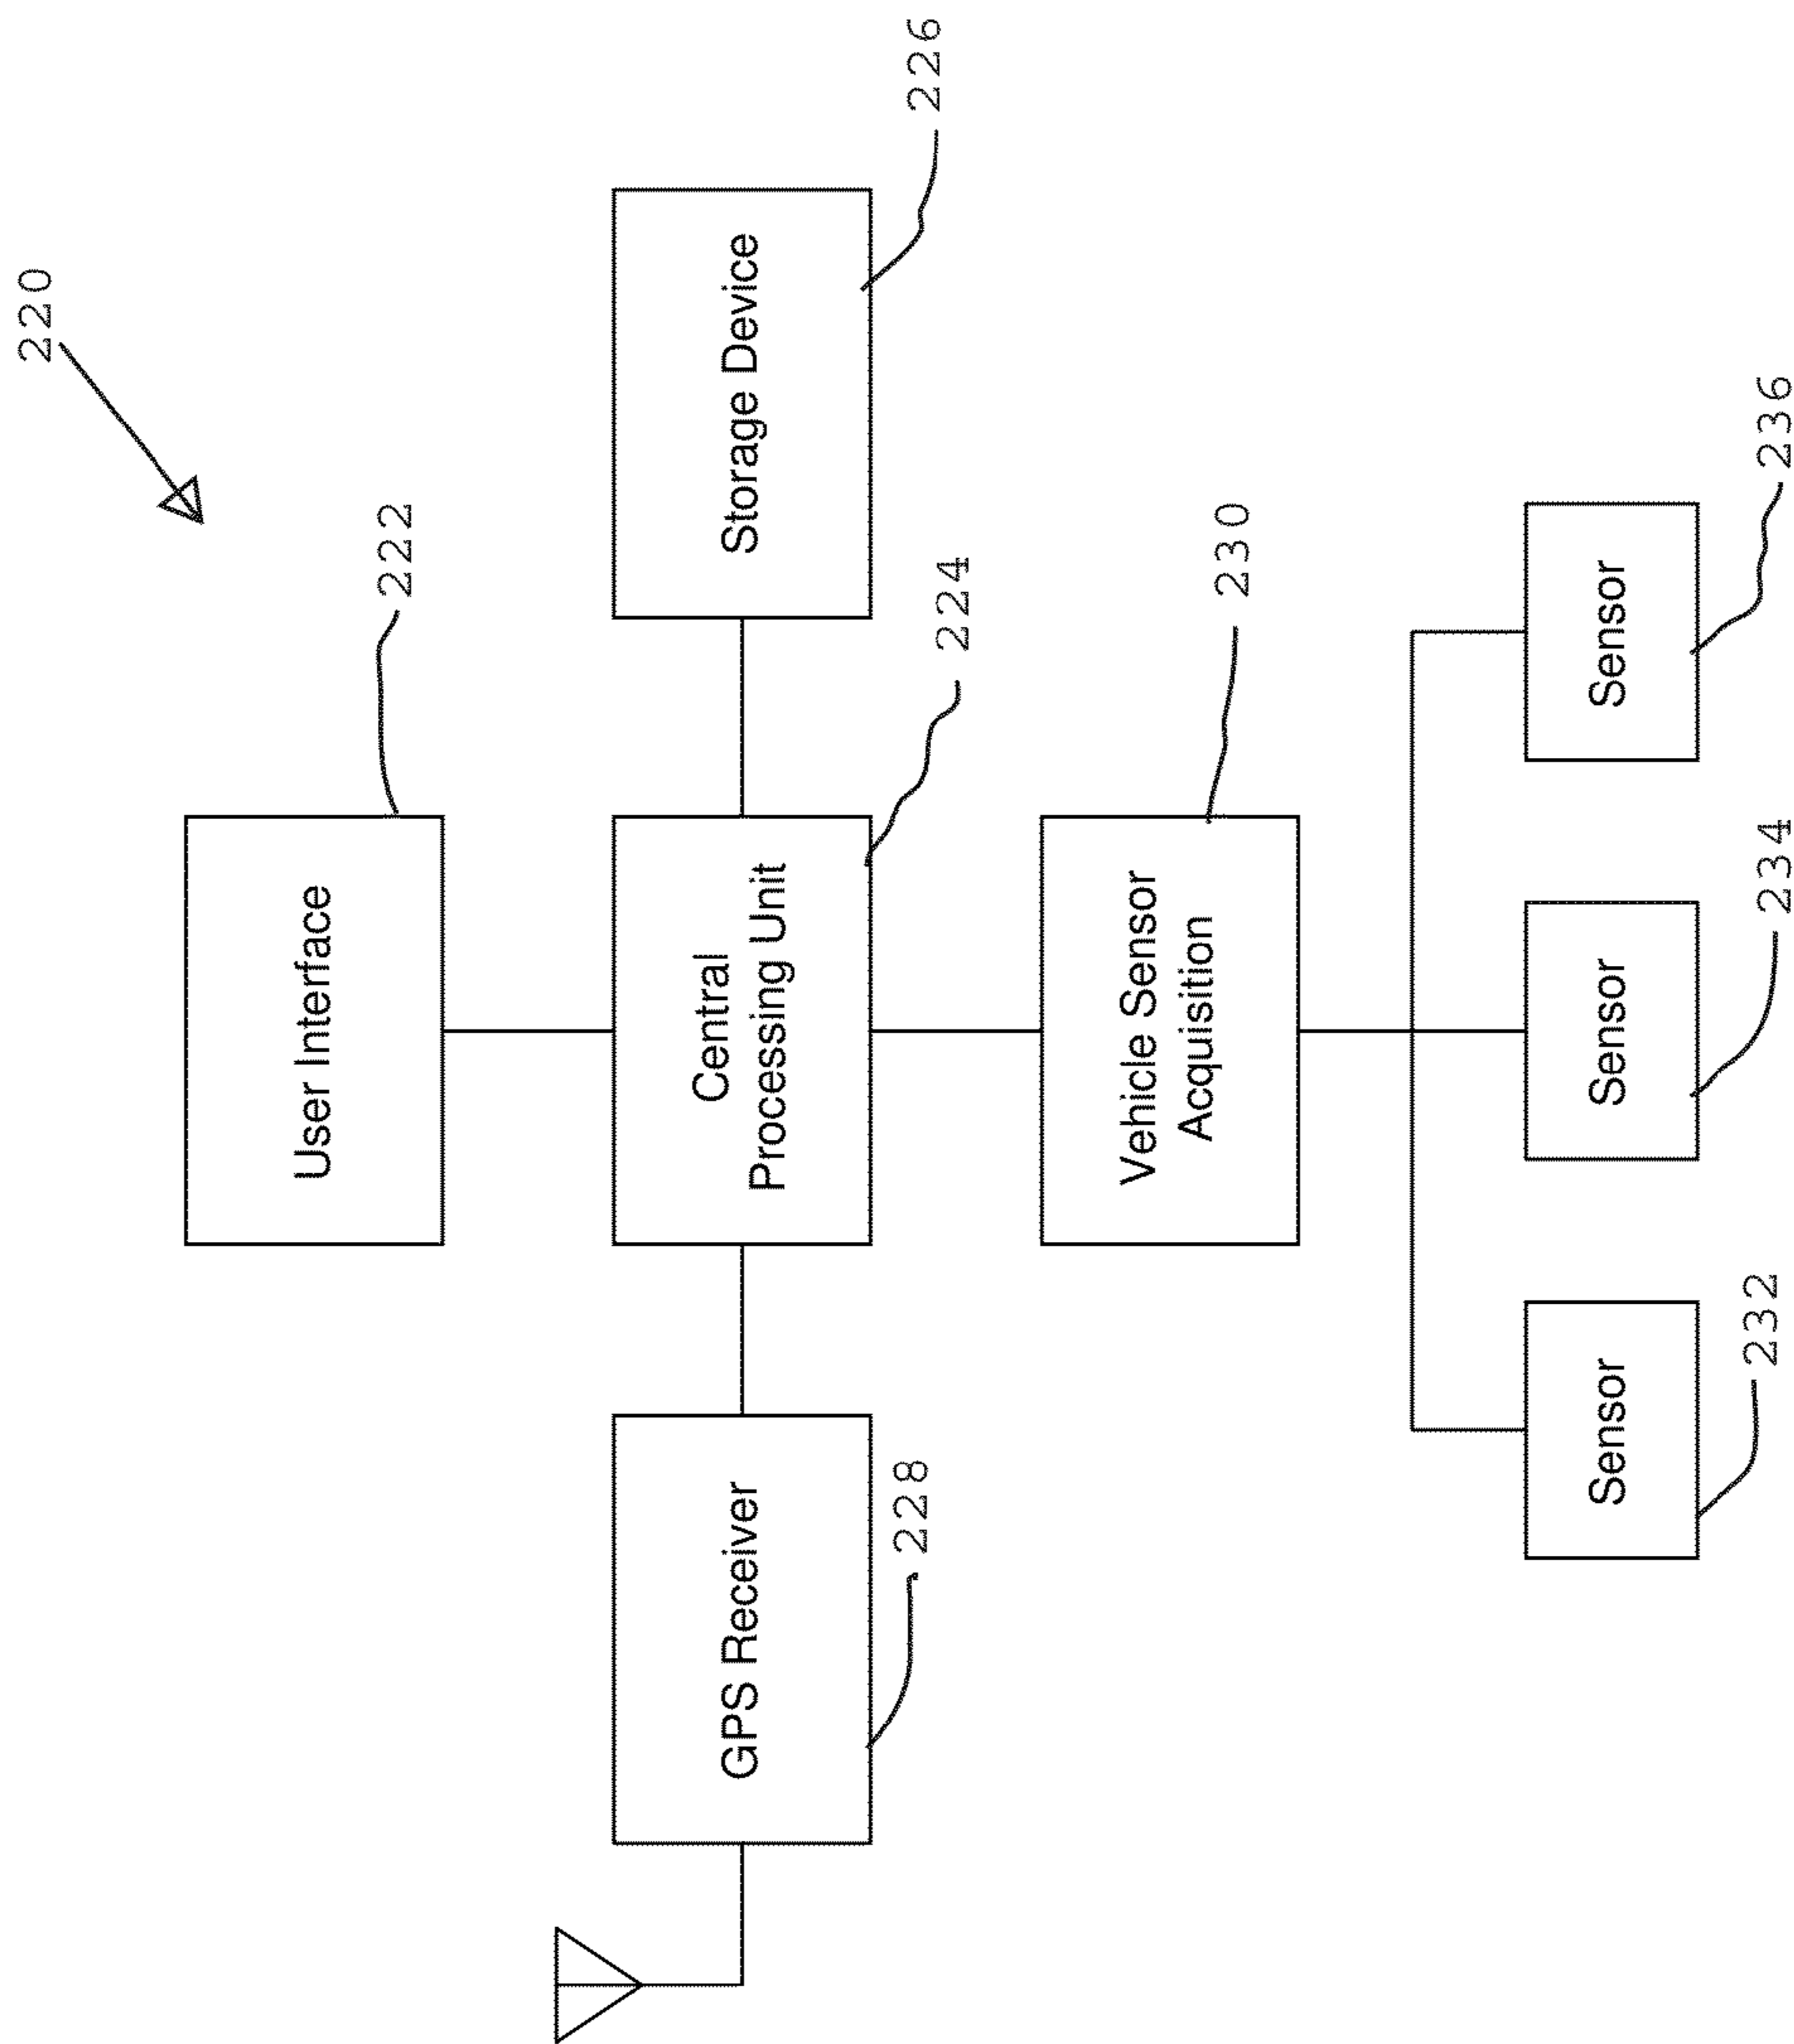 220
User Interface
222
GPS Receiver
228
Central
Processing Unit
224
Storage Device
226
Vehicle Sensor
Acquisition
230
Sensor
232
Sensor
234
Sensor
236